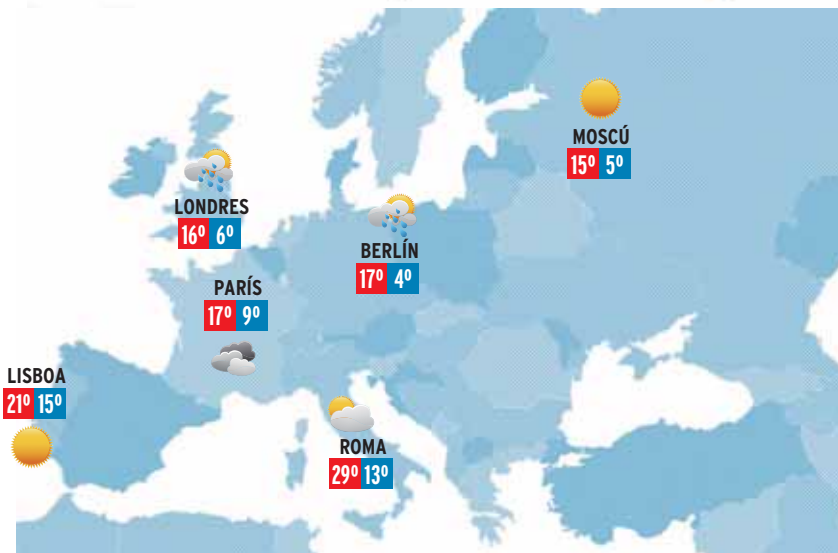 MOSCÚ
15º 5º
LONDRES
16º 6º
BERLÍN
17º 4º
PARÍS
17º 9º
LISBOA
21º 15º
ROMA
29º 13º